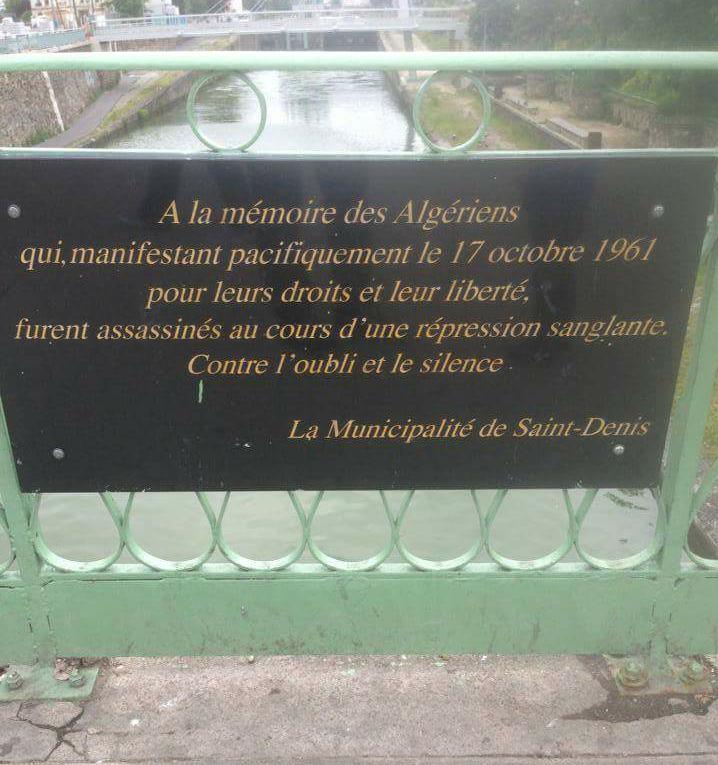 A la mémoire des Algériens
qui, manifestant pacifiquement le 17 octobre 1961
pour leurs droits et leur liberté,
furent assassinés au cours d'une répression sanglante.
Contre l'oubli et le silence
La Municipalité de Saint-Denis